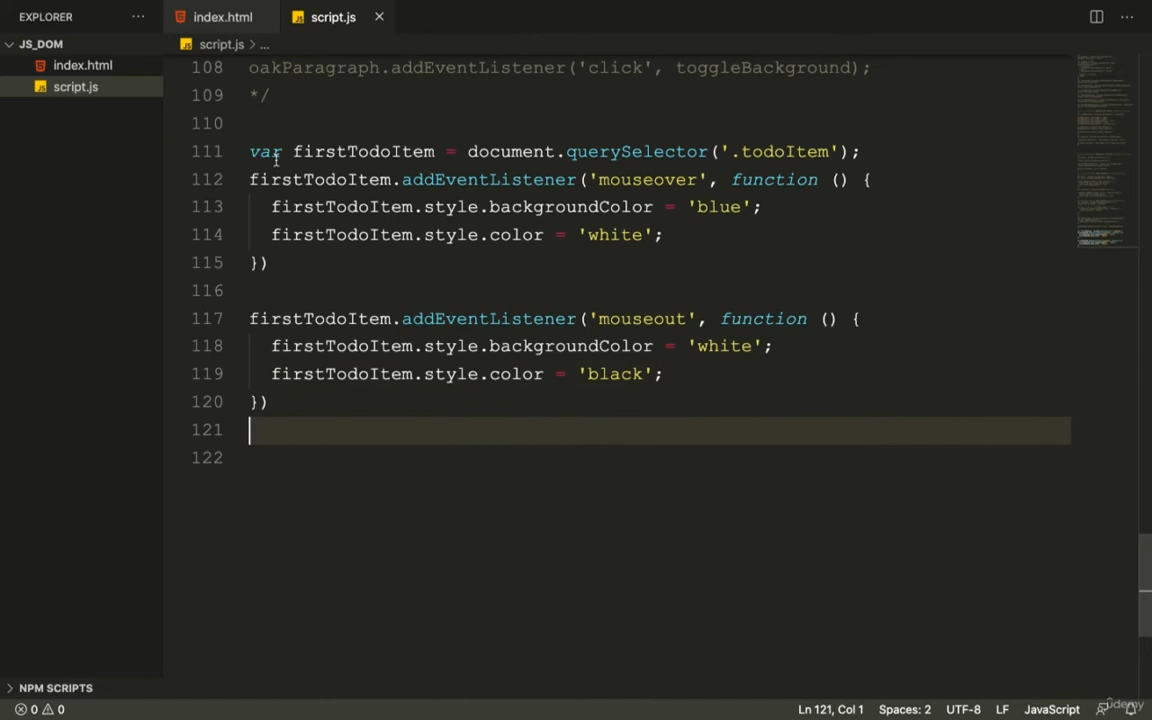 EXPLORER ...
index.html
script.js
JS_DOM
script.js > ...
index.html
script.js
108 oakParagraph.addEventListener('click', toggleBackground);
109 */
110
111 var firstTodoItem = document.querySelector('.todoItem');
112 firstTodoItem.addEventListener('mouseover', function () {
113 firstTodoItem.style.backgroundColor = 'blue';
114 firstTodoItem.style.color = 'white';
115 })
116
117 firstTodoItem.addEventListener('mouseout', function () {
118 firstTodoItem.style.backgroundColor = 'white';
119 firstTodoItem.style.color = 'black';
120 })
121
122
NPM SCRIPTS
0 0 Ln 121, Col 1 Spaces: 2 UTF-8 LF JavaScript
Udemy